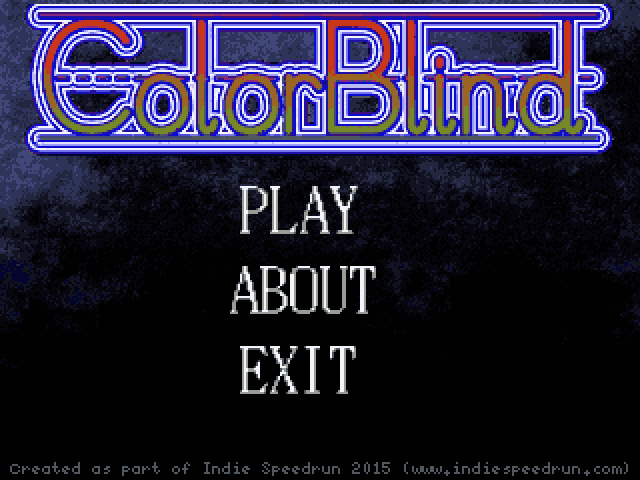 ColorBlind
PLAY
ABOUT
EXIT
Created as part of Indie Speedrun 2015 (www.indiespeedrun.com)